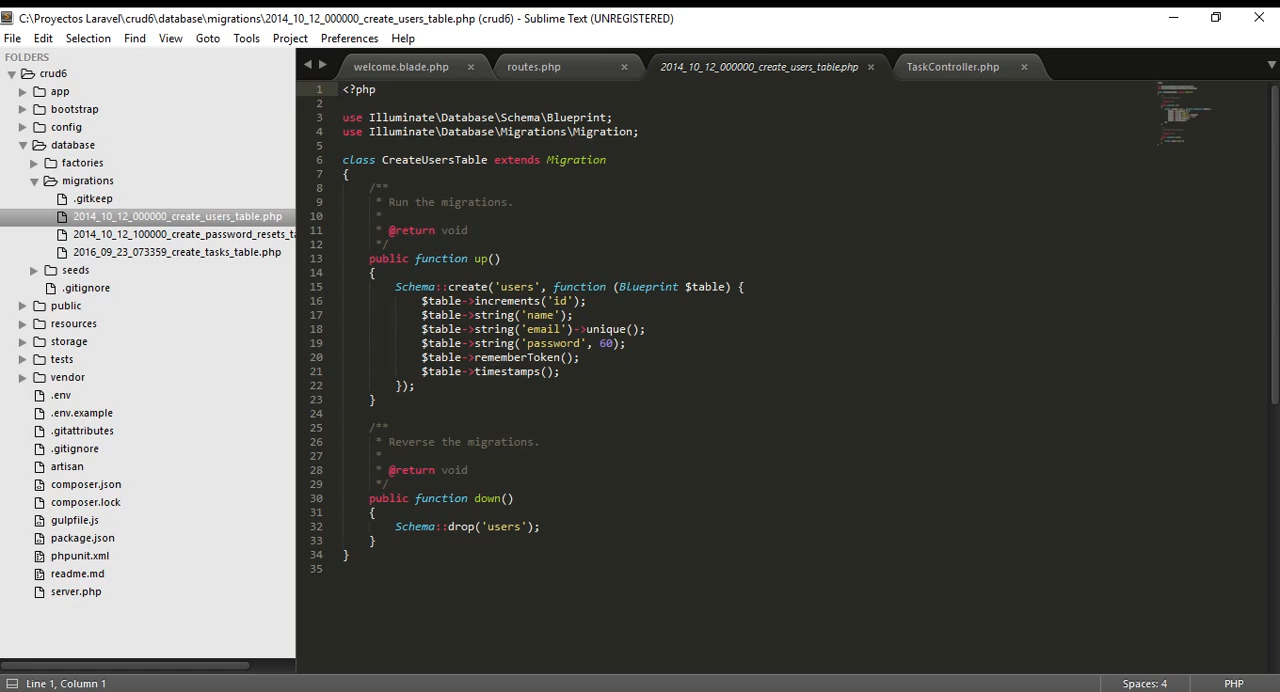 C:\Proyectos Laravel\crud6\database\migrations\2014_10_12_000000_create_users_table.php (crud6) - Sublime Text (UNREGISTERED)
File Edit Selection Find View Goto Tools Project Preferences Help
FOLDERS
crud6
app
bootstrap
config
database
factories
migrations
.gitkeep
2014_10_12_000000_create_users_table.php
2014_10_12_100000_create_password_resets_ta
2016_09_23_073359_create_tasks_table.php
seeds
.gitignore
public
resources
storage
tests
vendor
.env
.env.example
.gitattributes
.gitignore
artisan
composer.json
composer.lock
gulpfile.js
package.json
phpunit.xml
readme.md
server.php
welcome.blade.php × routes.php × 2014_10_12_000000_create_users_table.php × TaskController.php ×
1 <?php
2
3 use Illuminate\Database\Schema\Blueprint;
4 use Illuminate\Database\Migrations\Migration;
5
6 class CreateUsersTable extends Migration
7 {
8     /**
9      * Run the migrations.
10      *
11      * @return void
12      */
13     public function up()
14     {
15         Schema::create('users', function (Blueprint $table) {
16             $table->increments('id');
17             $table->string('name');
18             $table->string('email')->unique();
19             $table->string('password', 60);
20             $table->rememberToken();
21             $table->timestamps();
22         });
23     }
24
25     /**
26      * Reverse the migrations.
27      *
28      * @return void
29      */
30     public function down()
31     {
32         Schema::drop('users');
33     }
34 }
35
Line 1, Column 1 Spaces: 4 PHP